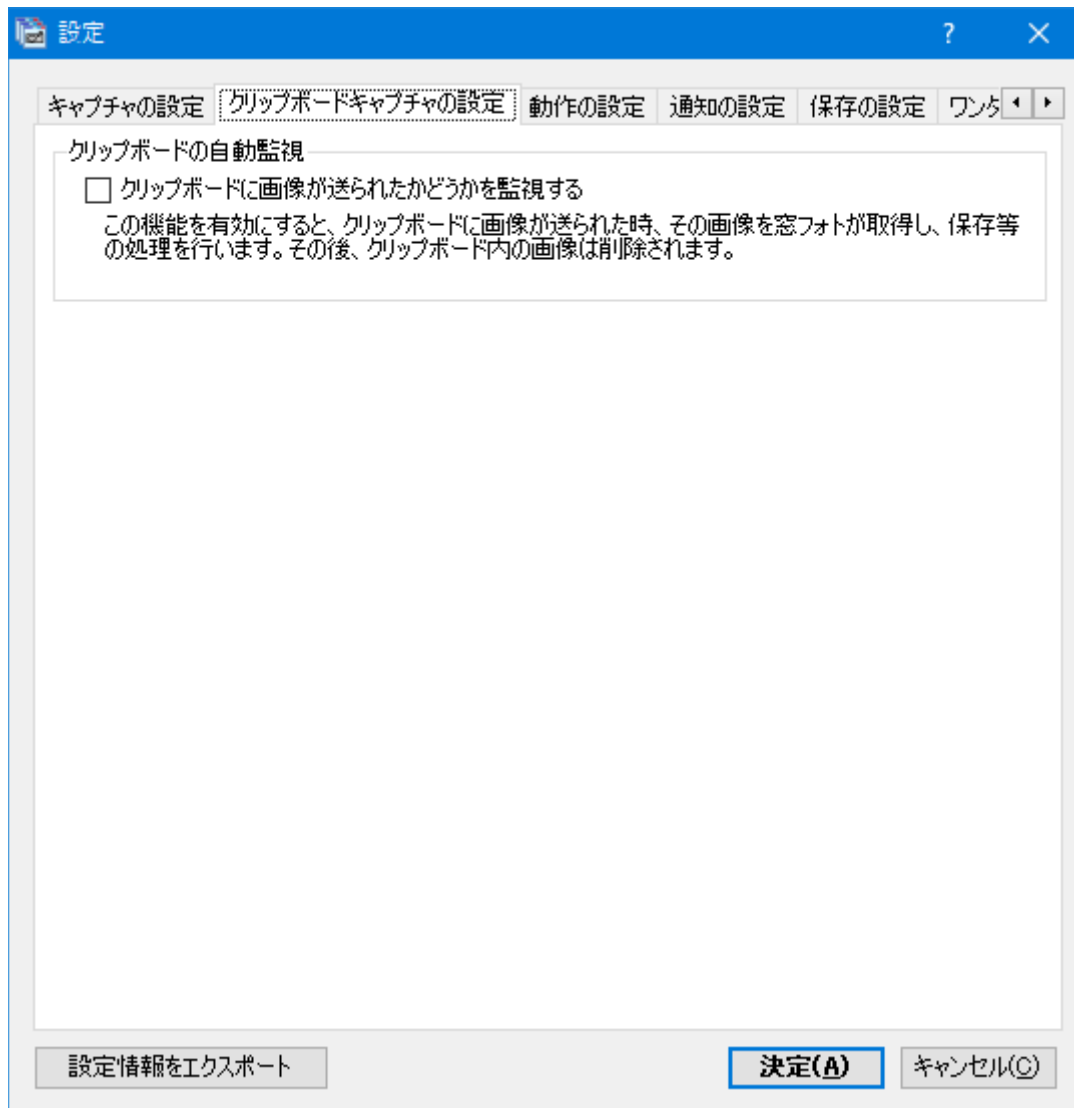 設定
?
キャプチャの設定 クリップボードキャプチャの設定 動作の設定 通知の設定 保存の設定 ワンタ
クリップボードの自動監視
クリップボードに画像が送られたかどうかを監視する
この機能を有効にすると、クリップボードに画像が送られた時、その画像を窓フォトが取得し、保存等
の処理を行います。その後、クリップボード内の画像は削除されます。
設定情報をエクスポート 決定(A) キャンセル(C)